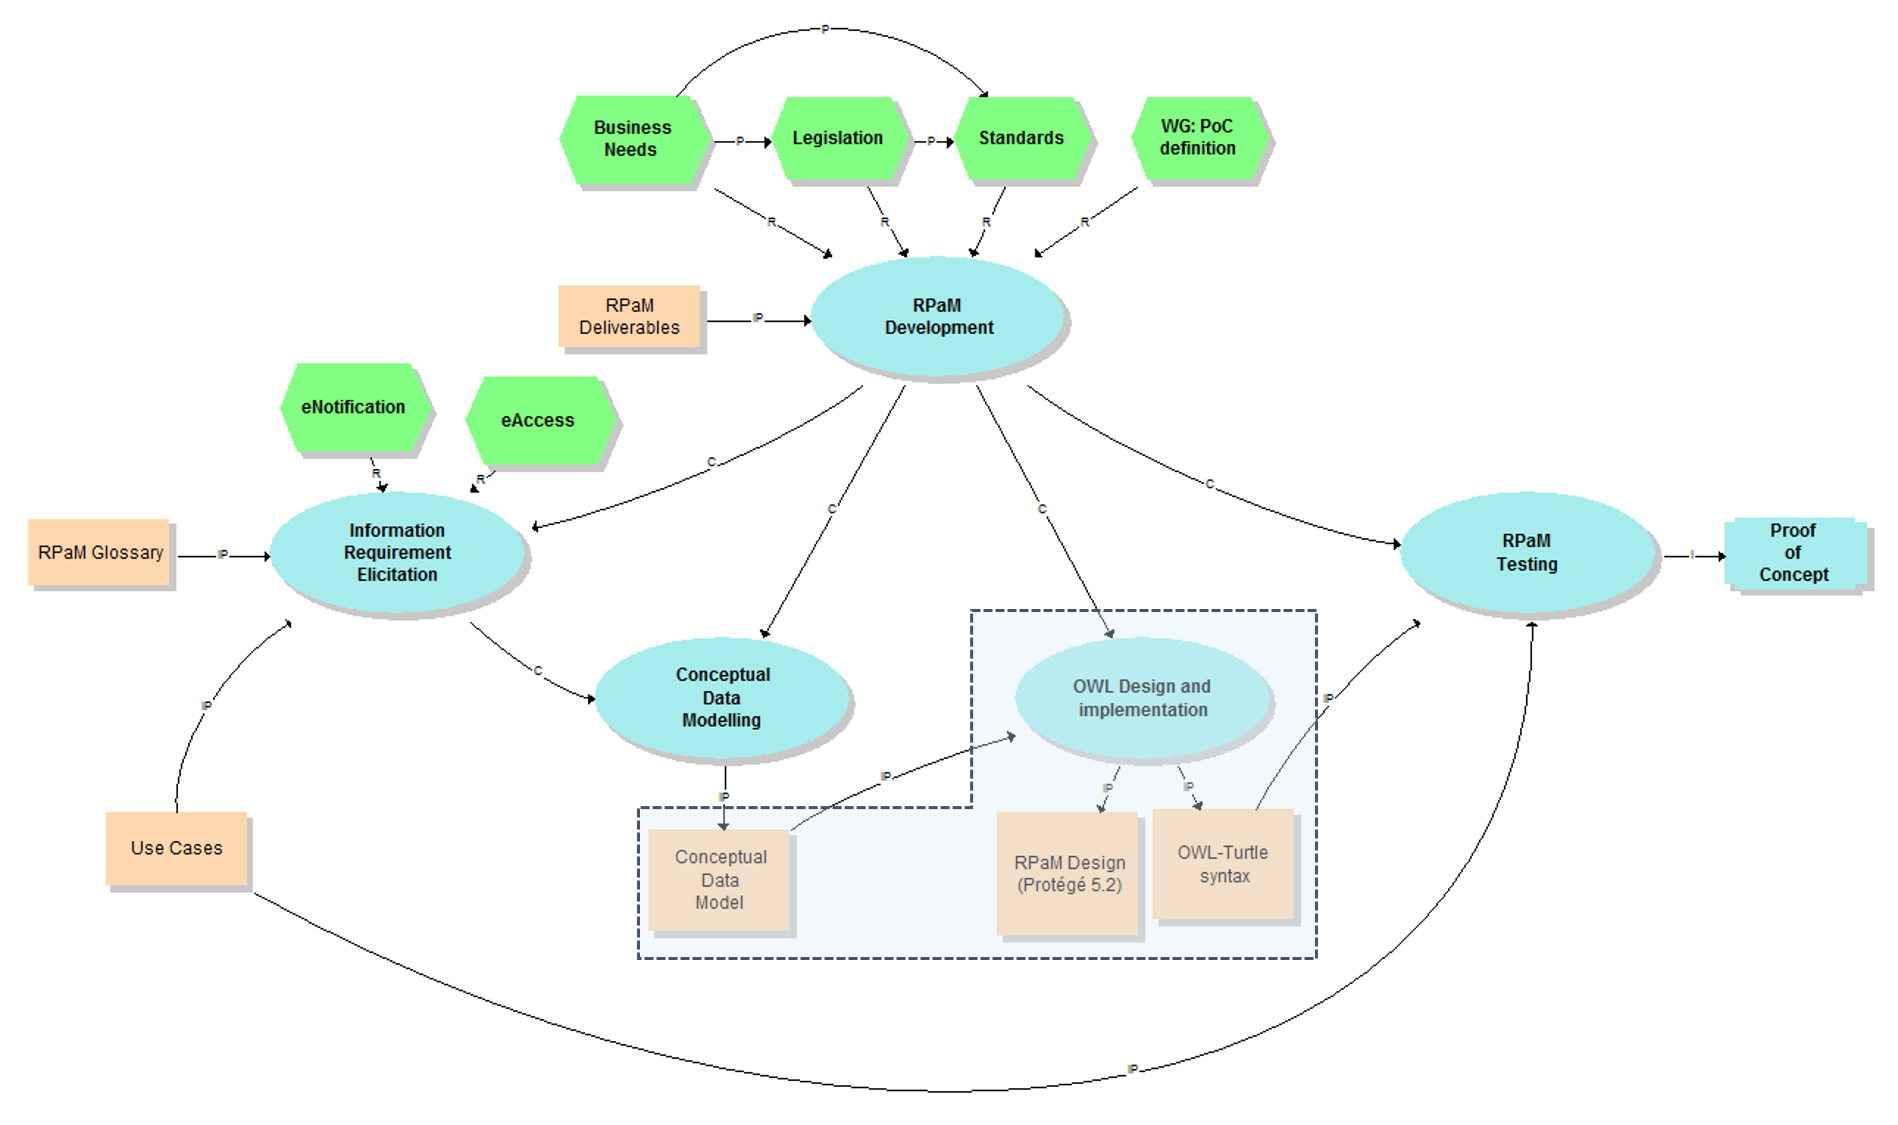 P
Business
Needs
P
Legislation
P
Standards
WG: PoC
definition
R
R
R
R
RPaM
Deliverables
IP
RPaM
Development
eNotification
eAccess
R
R
C
C
C
C
RPaM Glossary
IP
Information
Requirement
Elicitation
RPaM
Testing
I
Proof
of
Concept
C
IP
Conceptual
Data
Modelling
OWL Design and
implementation
IP
IP
IP
IP
IP
Use Cases
Conceptual
Data
Model
RPaM Design
(Protégé 5.2)
OWL-Turtle
syntax
IP